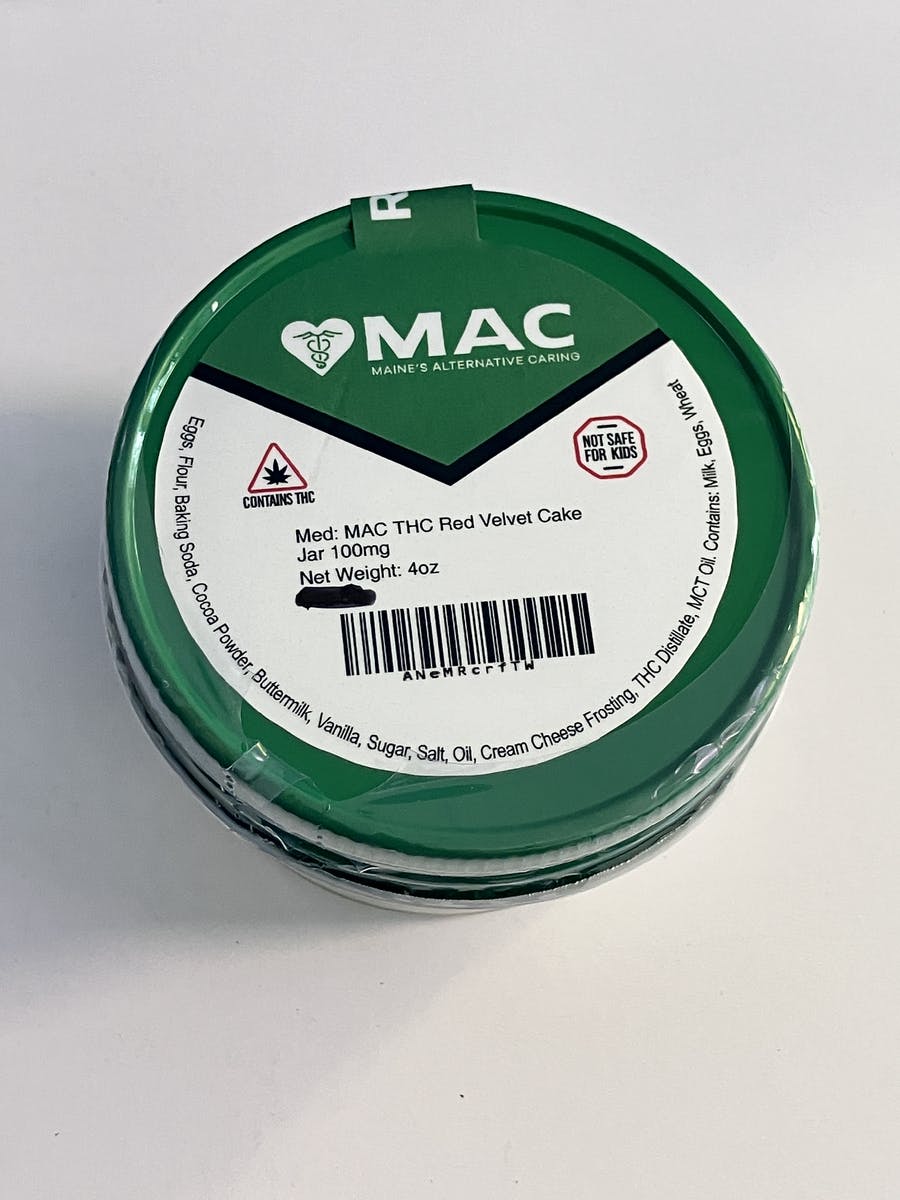 R
MAC
MAINE'S ALTERNATIVE CARING
CONTAINS THC
NOT SAFE
FOR KIDS
Med: MAC THC Red Velvet Cake
Jar 100mg
Net Weight: 4oz
ANeMRcrfTW
Eggs, Flour, Baking Soda, Cocoa Powder, Buttermilk, Vanilla, Sugar, Salt, Oil, Cream Cheese Frosting, THC Distillate, MCT Oil. Contains: Milk, Eggs, Wheat